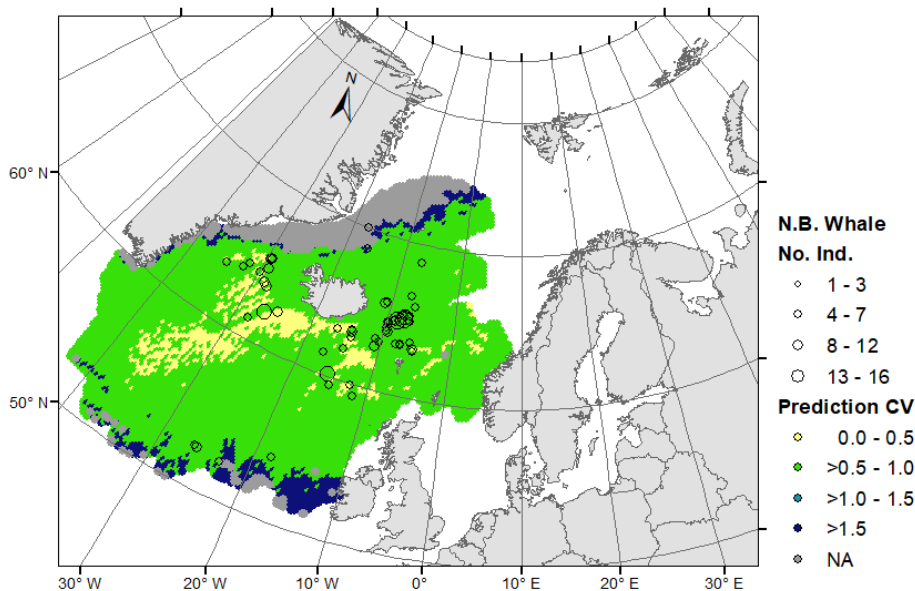 N
60° N
50° N
30° W
20° W
10° W
0°
10° E
20° E
30° E
N.B. Whale
No. Ind.
1 - 3
4 - 7
8 - 12
13 - 16
Prediction CV
0.0 - 0.5
>0.5 - 1.0
>1.0 - 1.5
>1.5
NA